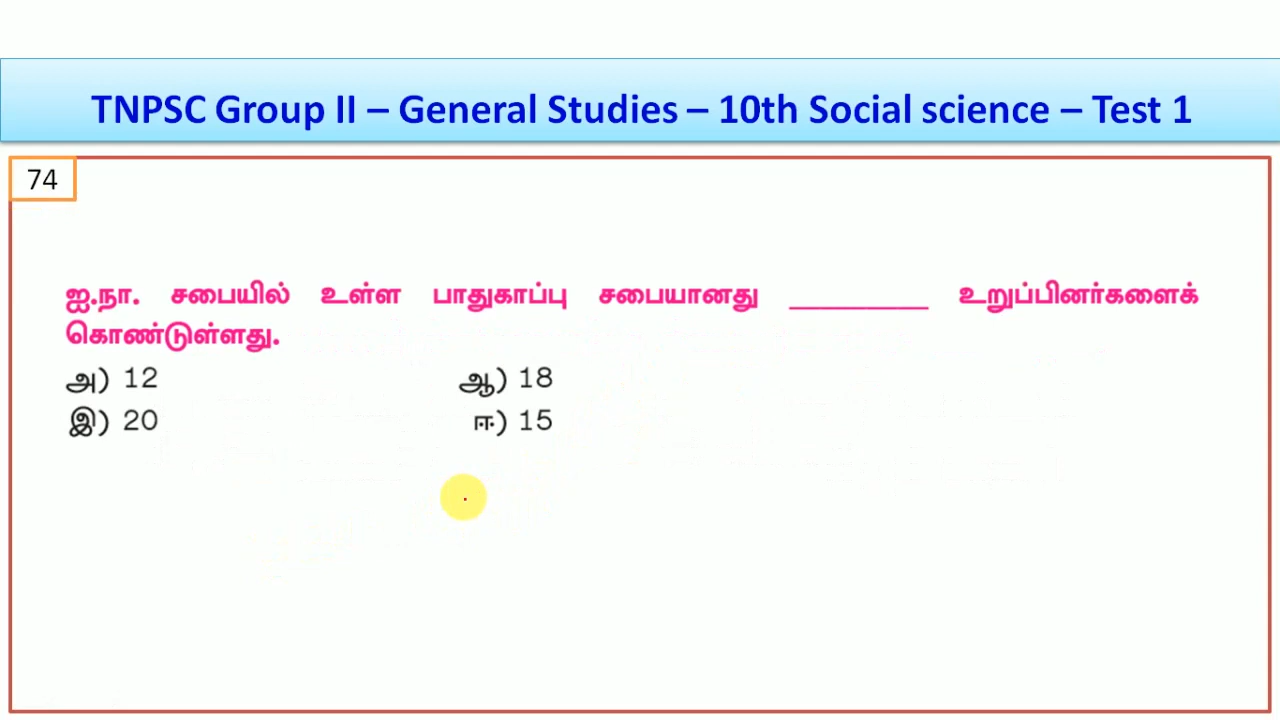 TNPSC Group II – General Studies – 10th Social science – Test 1
74
ஐ.நா. சபையில் உள்ள பாதுகாப்பு சபையானது _________ உறுப்பினர்களைக்
கொண்டுள்ளது.
அ) 12 ஆ) 18
இ) 20 ஈ) 15